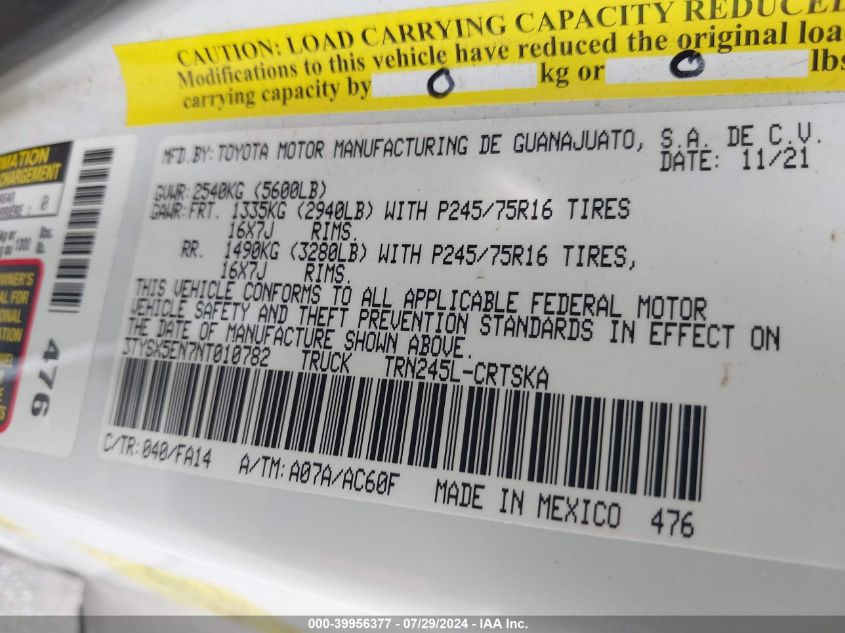 CAUTION: LOAD CARRYING CAPACITY REDUCED
Modifications to this vehicle have reduced the original load
carrying capacity by 0 kg or 0 lbs
MFD.BY: TOYOTA MOTOR MANUFACTURING DE GUANAJUATO, S.A. DE C.V.
DATE: 11/21
GVWR: 2540KG (5600LB)
GAWR: FRT. 1335KG (2940LB) WITH P245/75R16 TIRES
16X7J RIMS.
RR. 1490KG (3280LB) WITH P245/75R16 TIRES,
16X7J RIMS.
THIS VEHICLE CONFORMS TO ALL APPLICABLE FEDERAL MOTOR
VEHICLE SAFETY AND THEFT PREVENTION STANDARDS IN EFFECT ON
THE DATE OF MANUFACTURE SHOWN ABOVE.
3TYSX5EN7NT010782 TRUCK TRN245L-CRTSKA
C/TR: 040/FA14 A/TM: A07A/AC60F MADE IN MEXICO 476
476
000-39956377 / 07/29/2024 - IAA Inc.